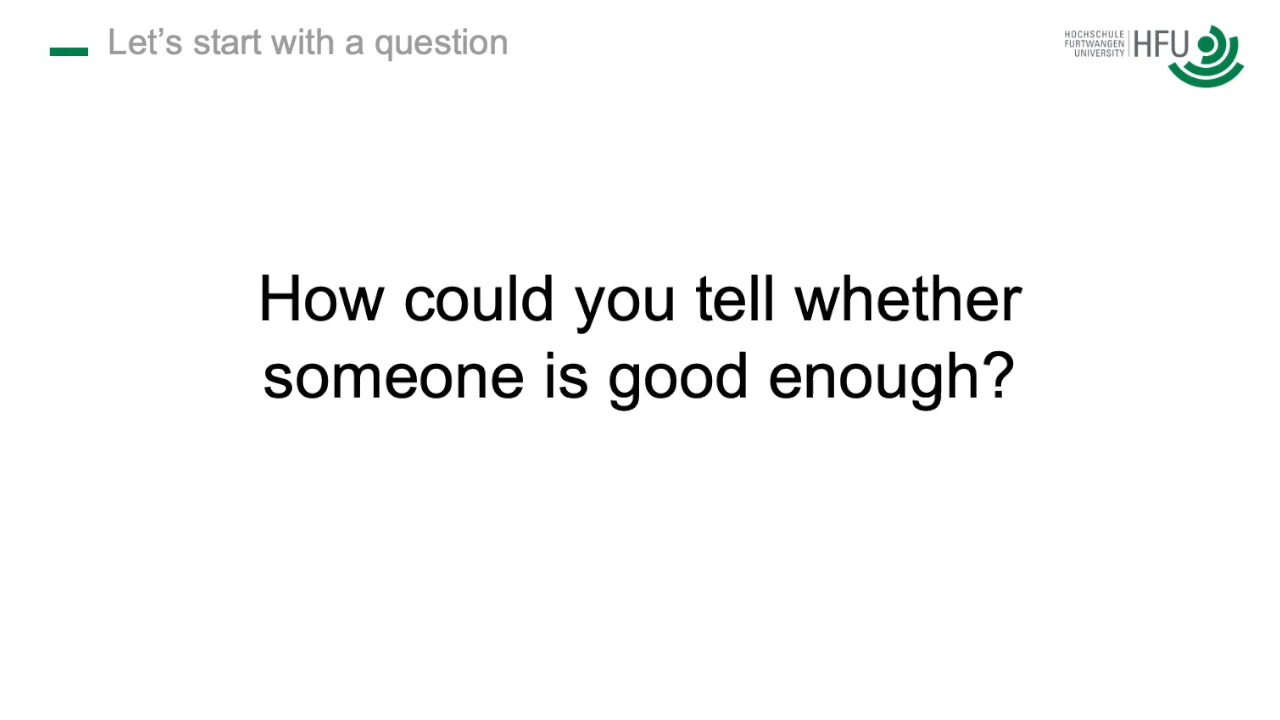 Let’s start with a question
HOCHSCHULE
FURTWANGEN
UNIVERSITY
HFU
How could you tell whether
someone is good enough?